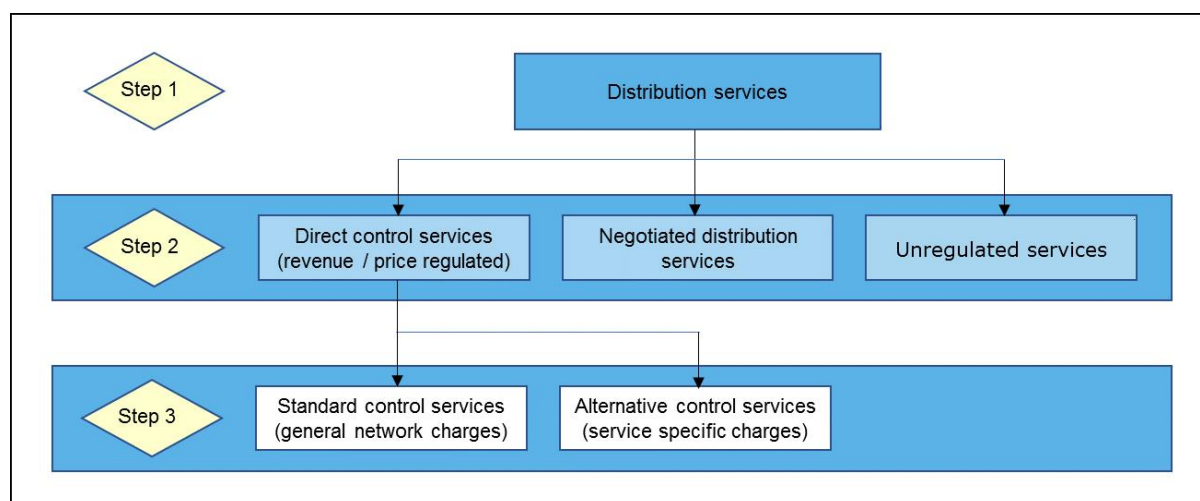 Step 1
Distribution services
Step 2
Direct control services
(revenue / price regulated)
Negotiated distribution
services
Unregulated services
Step 3
Standard control services
(general network charges)
Alternative control services
(service specific charges)